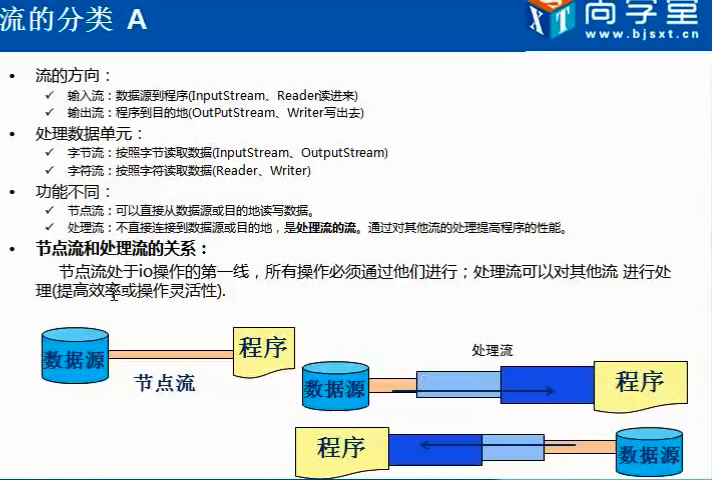 流的分类 A
SXT 尚学堂
www.bjsxt.cn
• 流的方向：
✓ 输入流：数据源到程序(InputStream、Reader读进来)
✓ 输出流：程序到目的地(OutPutStream、Writer写出去)
• 处理数据单元：
✓ 字节流：按照字节读取数据(InputStream、OutputStream)
✓ 字符流：按照字符读取数据(Reader、Writer)
• 功能不同：
✓ 节点流：可以直接从数据源或目的地读写数据。
✓ 处理流：不直接连接到数据源或目的地，是处理流的流。通过对其他流的处理提高程序的性能。
• 节点流和处理流的关系：
节点流处于io操作的第一线，所有操作必须通过他们进行；处理流可以对其他流 进行处
理(提高效率或操作灵活性).
数据源
程序
节点流
处理流
数据源
程序
程序
数据源